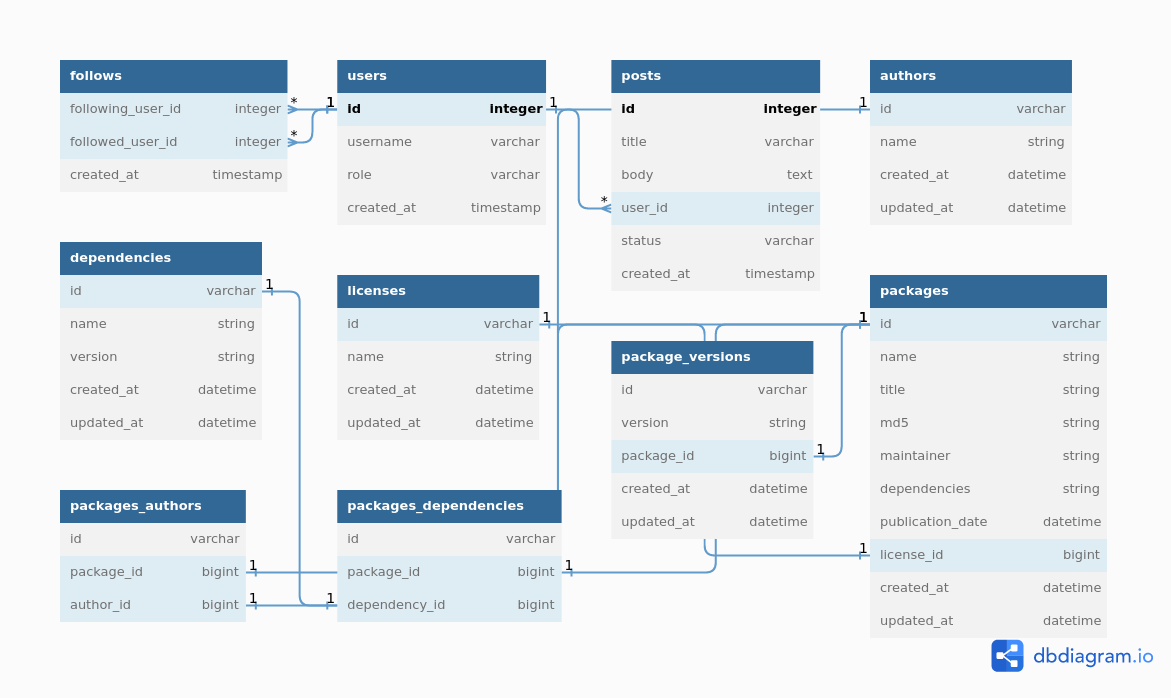 follows
following_user_id integer
followed_user_id integer
created_at timestamp
* 1
*
users
id integer
username varchar
role varchar
created_at timestamp
1
*
posts
id integer
title varchar
body text
user_id integer
status varchar
created_at timestamp
1
authors
id varchar
name string
created_at datetime
updated_at datetime
dependencies
id varchar
name string
version string
created_at datetime
updated_at datetime
1
licenses
id varchar
name string
created_at datetime
updated_at datetime
1
package_versions
id varchar
version string
package_id bigint
created_at datetime
updated_at datetime
1
1
1
packages
id varchar
name string
title string
md5 string
maintainer string
dependencies string
publication_date datetime
license_id bigint
created_at datetime
updated_at datetime
packages_authors
id varchar
package_id bigint
author_id bigint
1
1 1
packages_dependencies
id varchar
package_id bigint
dependency_id bigint
1
dbdiagram.io